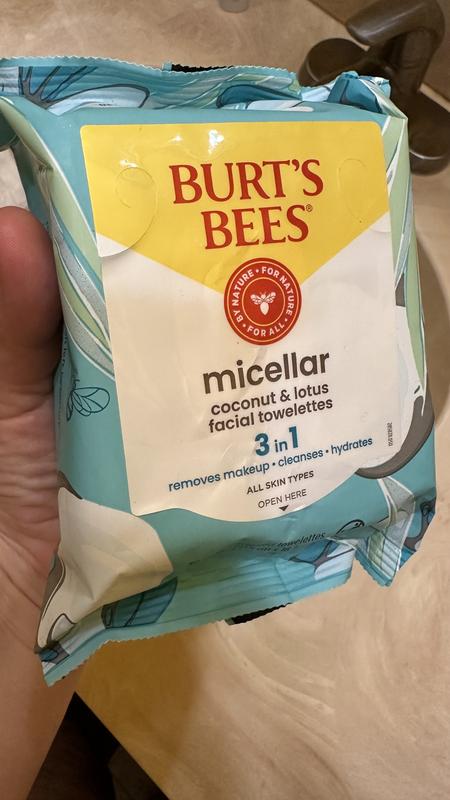 BURT'S
BEES®
BY NATURE • FOR NATURE • FOR ALL •
micellar
coconut & lotus
facial towelettes
3 in 1
removes makeup • cleanses • hydrates
ALL SKIN TYPES
OPEN HERE
towelettes